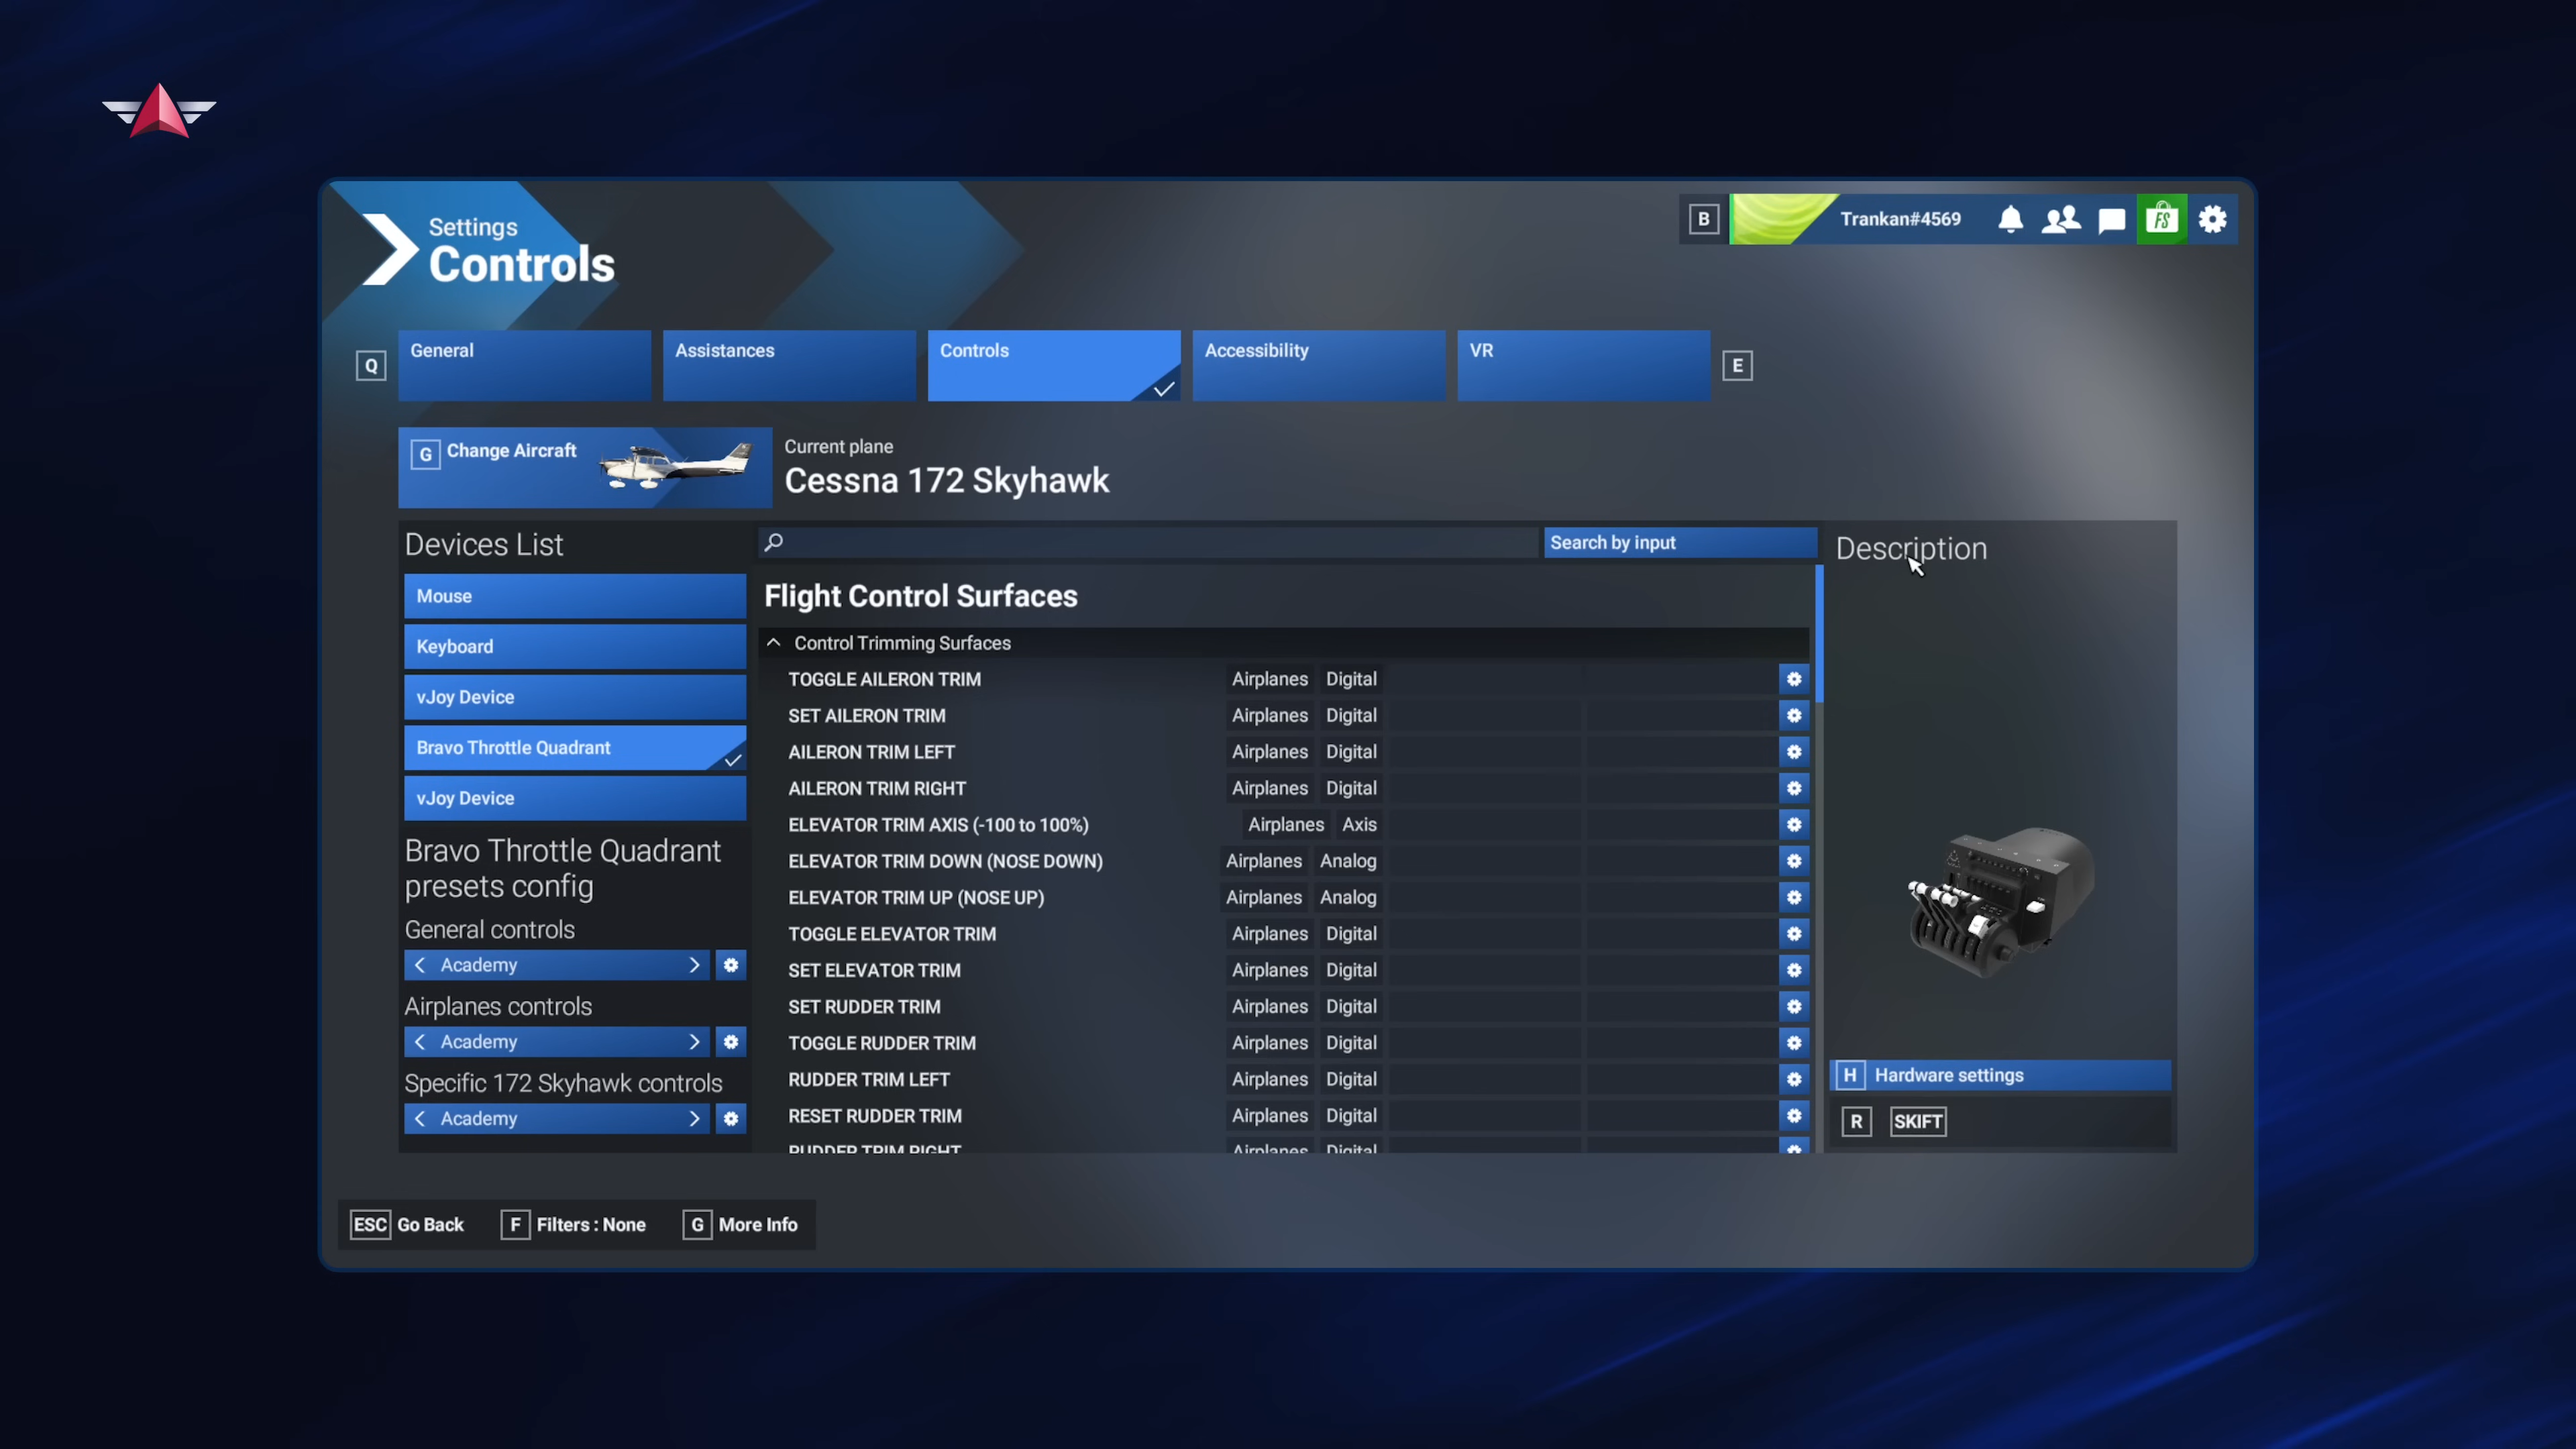 Settings
Controls
B
Trankan#4569
FS
Q
General
Assistances
Controls
Accessibility
VR
E
G Change Aircraft
Current plane
Cessna 172 Skyhawk
Devices List
Mouse
Keyboard
vJoy Device
Bravo Throttle Quadrant
vJoy Device
Bravo Throttle Quadrant
presets config
General controls
Academy
Airplanes controls
Academy
Specific 172 Skyhawk controls
Academy
Search by input
Flight Control Surfaces
Control Trimming Surfaces
TOGGLE AILERON TRIM Airplanes Digital
SET AILERON TRIM Airplanes Digital
AILERON TRIM LEFT Airplanes Digital
AILERON TRIM RIGHT Airplanes Digital
ELEVATOR TRIM AXIS (-100 to 100%) Airplanes Axis
ELEVATOR TRIM DOWN (NOSE DOWN) Airplanes Analog
ELEVATOR TRIM UP (NOSE UP) Airplanes Analog
TOGGLE ELEVATOR TRIM Airplanes Digital
SET ELEVATOR TRIM Airplanes Digital
SET RUDDER TRIM Airplanes Digital
TOGGLE RUDDER TRIM Airplanes Digital
RUDDER TRIM LEFT Airplanes Digital
RESET RUDDER TRIM Airplanes Digital
RUDDER TRIM RIGHT Airplanes Digital
Description
H Hardware settings
R SKIFT
ESC Go Back
F Filters : None
G More Info